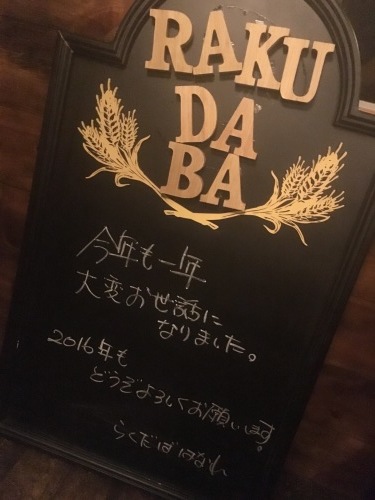 RAKU
DA
BA
今年も一年
大変お世話に
なりました。
2016年も
どうぞよろしくお願います。
らくだばはなれ